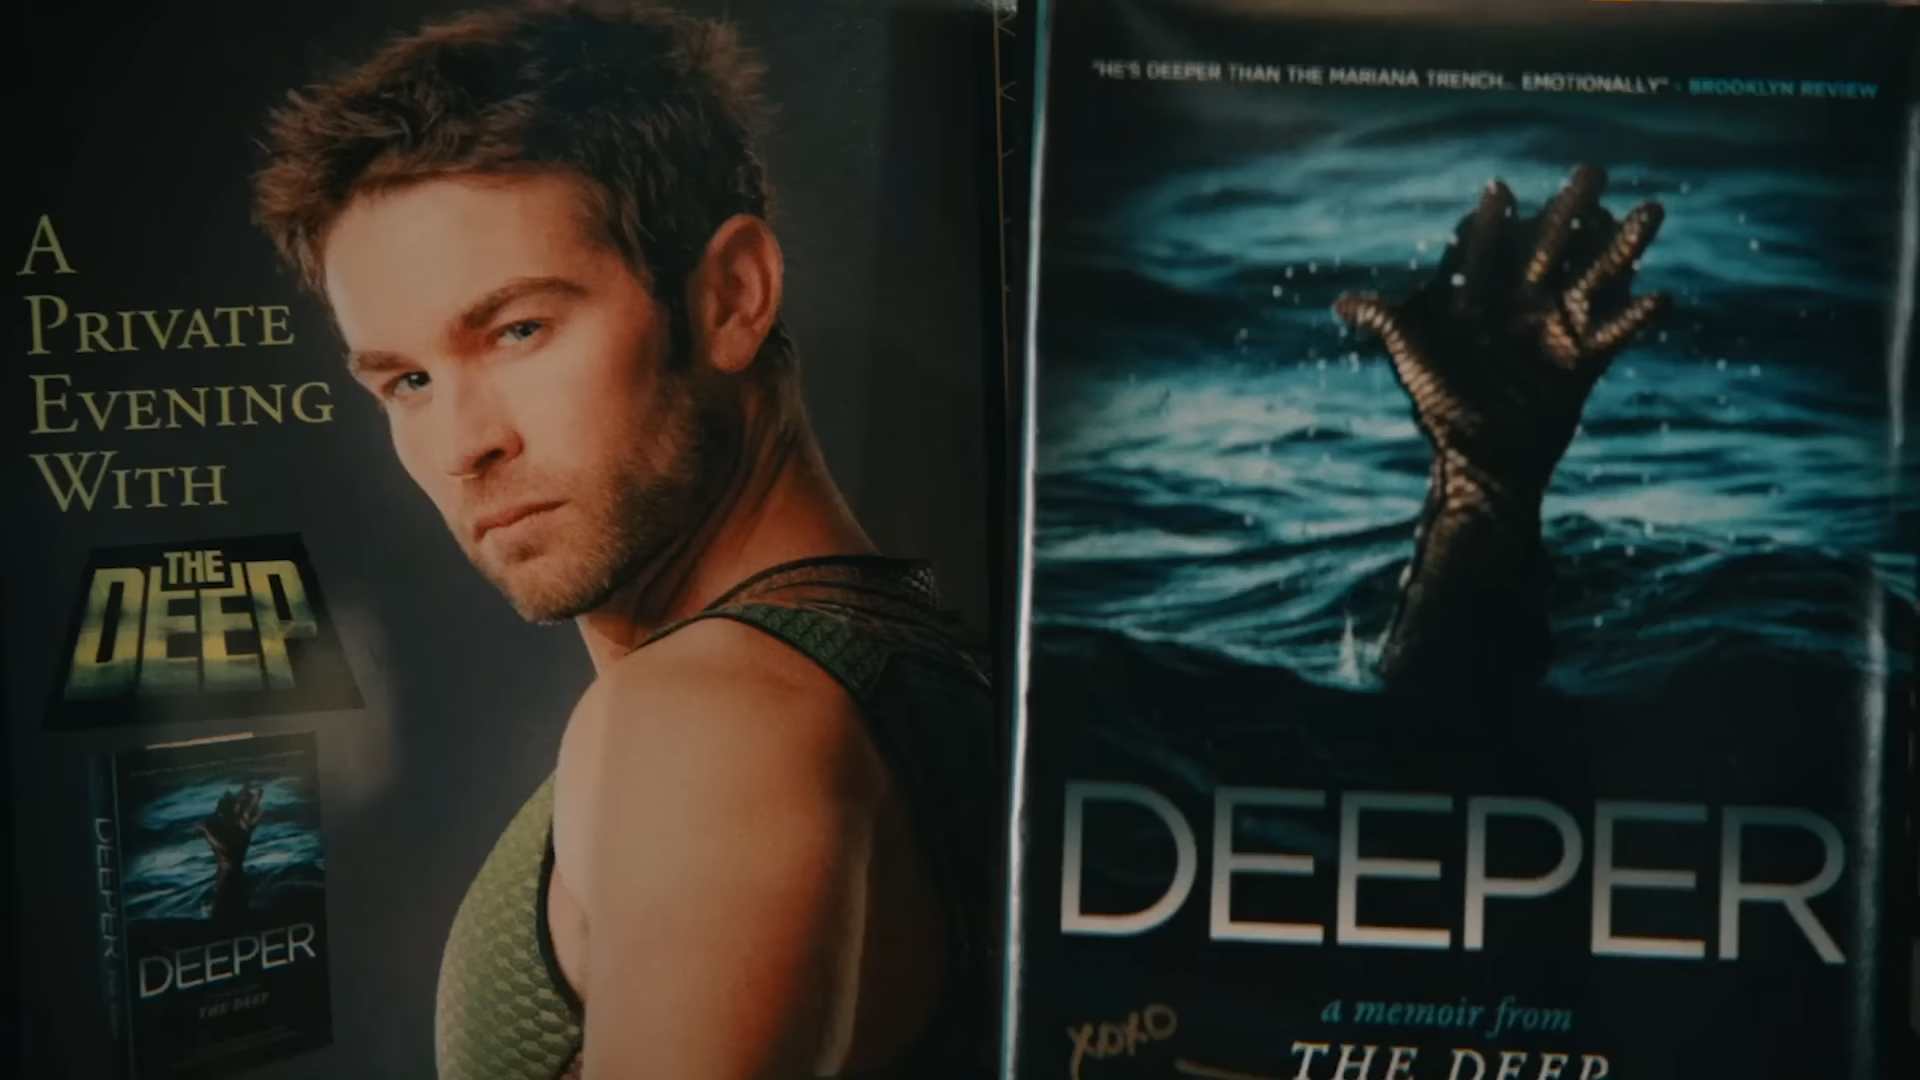 A
PRIVATE
EVENING
WITH
THE
DEEP
DEEPER
DEEPER
THE DEEP
"HE'S DEEPER THAN THE MARIANA TRENCH... EMOTIONALLY" - BROOKLYN REVIEW
DEEPER
a memoir from
THE DEEP
XOXO